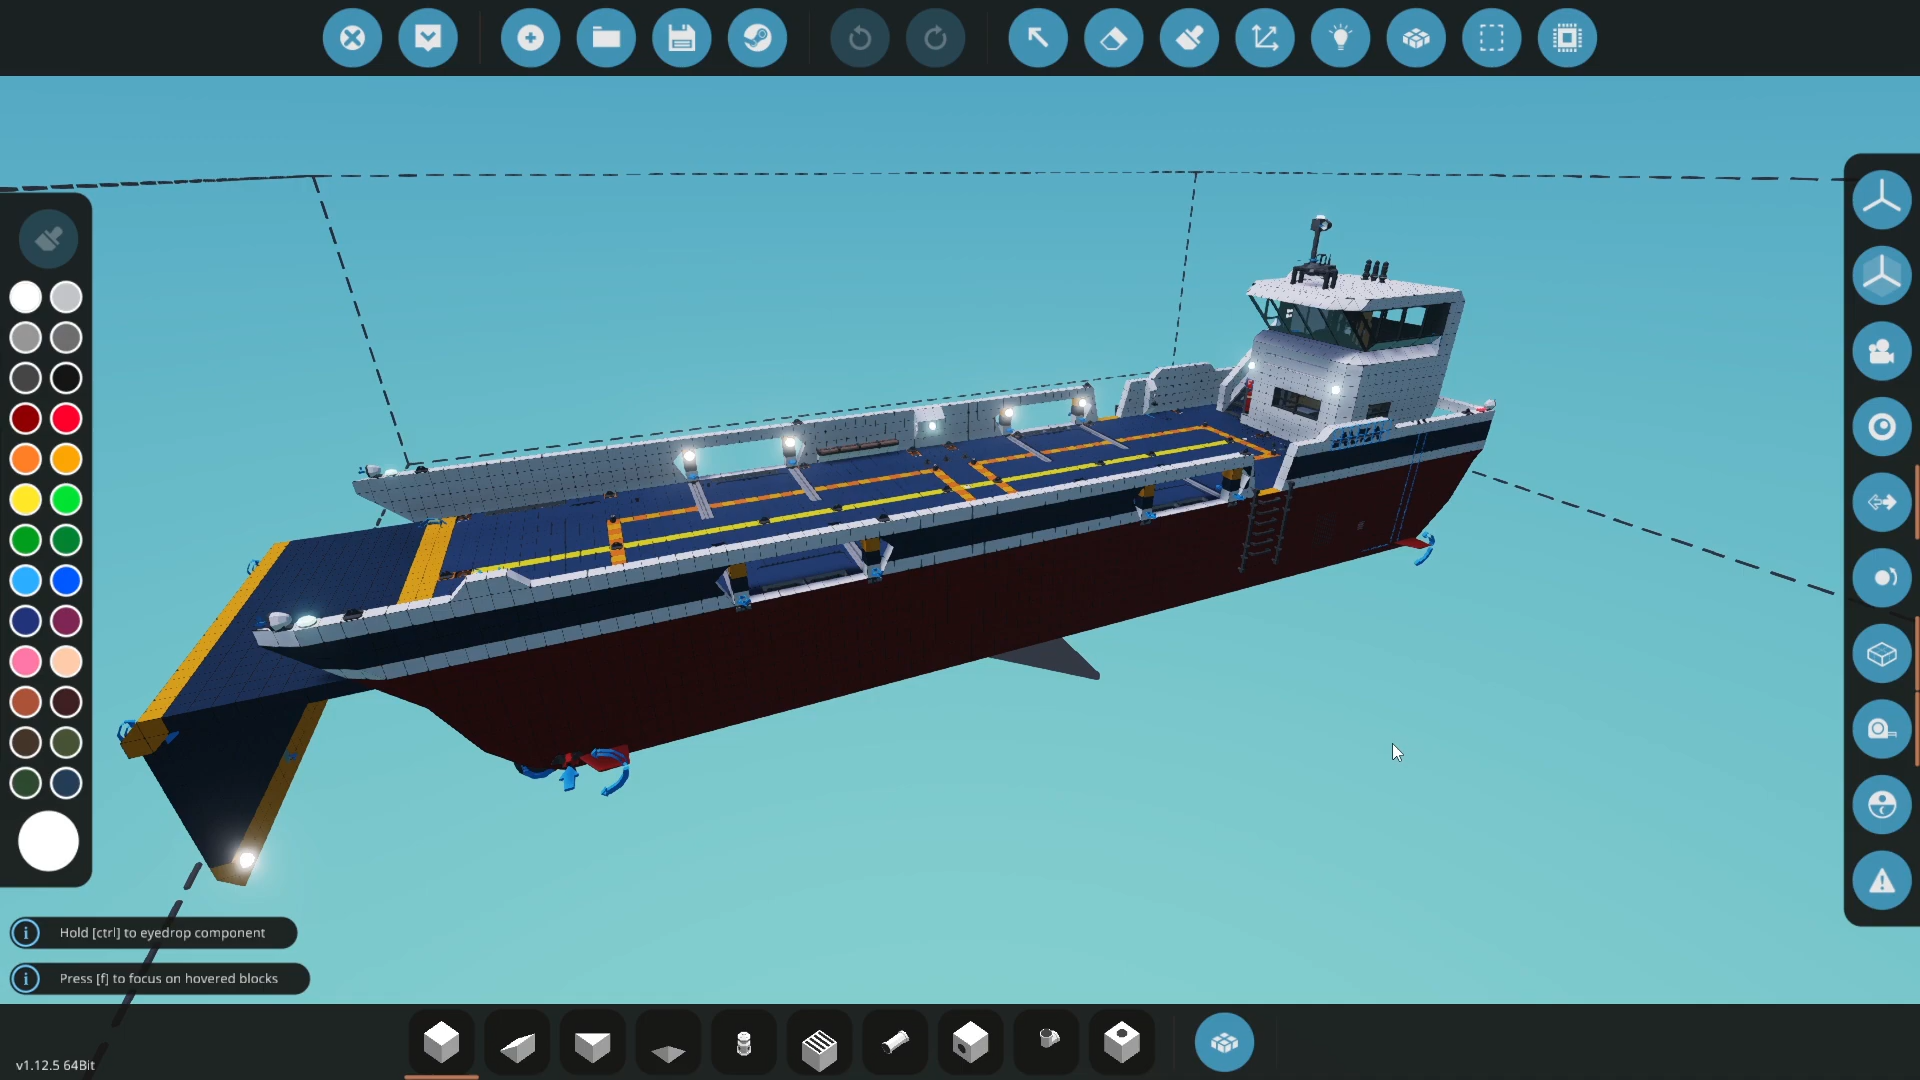 Hold [ctrl] to eyedrop component
Press [f] to focus on hovered blocks
v1.12.5 64Bit